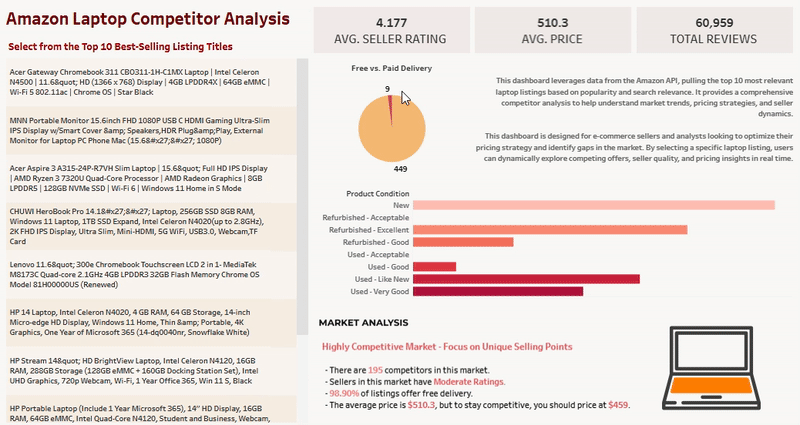 Amazon Laptop Competitor Analysis
Select from the Top 10 Best-Selling Listing Titles
Acer Gateway Chromebook 311 CBO311-1H-C1MX Laptop | Intel Celeron
N4500 | 11.6&quot; HD (1366 x 768) Display | 4GB LPDDR4X | 64GB eMMC |
Wi-Fi 5 802.11ac | Chrome OS | Star Black
MNN Portable Monitor 15.6inch FHD 1080P USB C HDMI Gaming Ultra-Slim
IPS Display w/Smart Cover &amp; Speakers,HDR Plug&amp;Play, External
Monitor for Laptop PC Phone Mac (15.6&#x27;&#x27; 1080P)
Acer Aspire 3 A315-24P-R7VH Slim Laptop | 15.6&quot; Full HD IPS Display
| AMD Ryzen 3 7320U Quad-Core Processor | AMD Radeon Graphics | 8GB
LPDDR5 | 128GB NVMe SSD | Wi-Fi 6 | Windows 11 Home in S Mode
CHUWI HeroBook Pro 14.1&#x27;&#x27; Laptop, 256GB SSD 8GB RAM,
Windows 11 Laptop, 1TB SSD Expand, Intel Celeron N4020(up to 2.8GHz),
2K FHD IPS Display, Ultra Slim, Mini-HDMI, 5G WiFi, USB3.0, Webcam,TF
Card
Lenovo 11.6&quot; 300e Chromebook Touchscreen LCD 2 in 1- MediaTek
M8173C Quad-core 2.1GHz 4GB LPDDR3 32GB Flash Memory Chrome OS
Model 81H00000US (Renewed)
HP 14 Laptop, Intel Celeron N4020, 4 GB RAM, 64 GB Storage, 14-inch
Micro-edge HD Display, Windows 11 Home, Thin &amp; Portable, 4K
Graphics, One Year of Microsoft 365 (14-dq0040nr, Snowflake White)
HP Stream 14&quot; HD BrightView Laptop, Intel Celeron N4120, 16GB
RAM, 288GB Storage (128GB eMMC + 160GB Docking Station Set), Intel
UHD Graphics, 720p Webcam, Wi-Fi, 1 Year Office 365, Win 11 S, Black
HP Portable Laptop (Include 1 Year Microsoft 365), 14" HD Display, 16GB
RAM, 64GB eMMC, Intel Quad-Core N4120, Student and Business, Webcam,
4.177
AVG. SELLER RATING
510.3
AVG. PRICE
60,959
TOTAL REVIEWS
Free vs. Paid Delivery
9
449
This dashboard leverages data from the Amazon API, pulling the top 10 most relevant
laptop listings based on popularity and search relevance. It provides a comprehensive
competitor analysis to help understand market trends, pricing strategies, and seller
dynamics.
This dashboard is designed for e-commerce sellers and analysts looking to optimize their
pricing strategy and identify gaps in the market. By selecting a specific laptop listing, users
can dynamically explore competing offers, seller quality, and pricing insights in real time.
Product Condition
New
Refurbished - Acceptable
Refurbished - Excellent
Refurbished - Good
Used - Acceptable
Used - Good
Used - Like New
Used - Very Good
MARKET ANALYSIS
Highly Competitive Market - Focus on Unique Selling Points
- There are 195 competitors in this market.
- Sellers in this market have Moderate Ratings.
- 98.90% of listings offer free delivery.
- The average price is $510.3, but to stay competitive, you should price at $459.